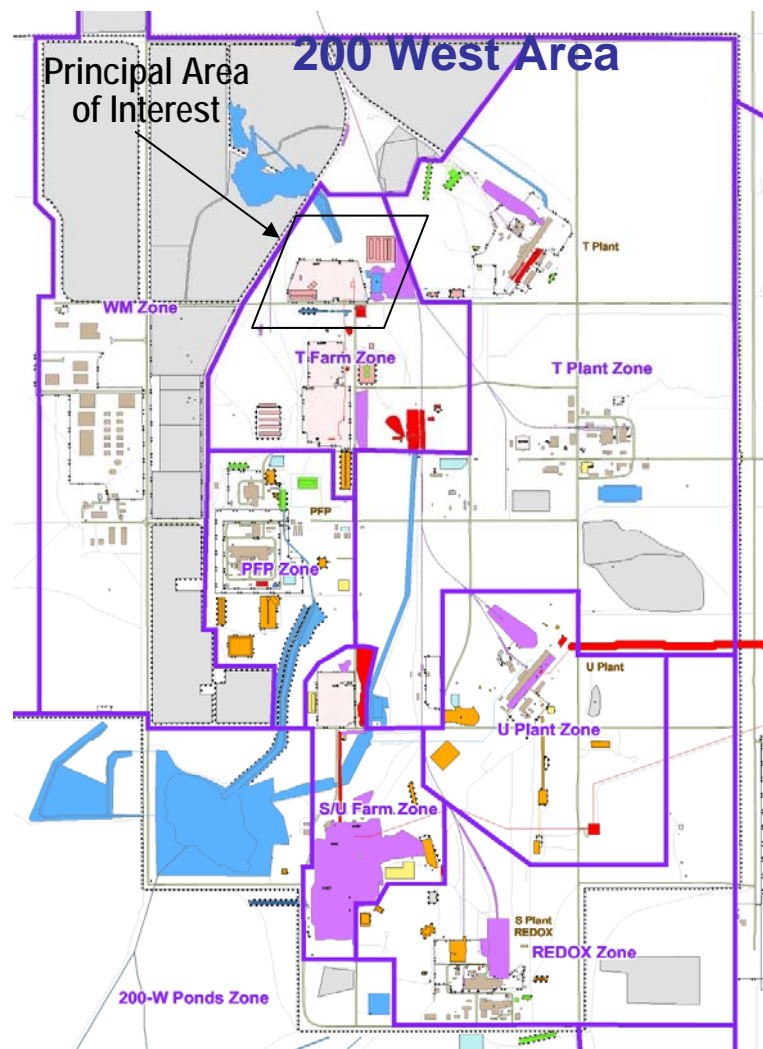 200 West Area
Principal Area
of Interest
T Plant
WM Zone
T Farm Zone
T Plant Zone
PFP
PFP Zone
U Plant
U Plant Zone
S/U Farm Zone
S Plant
REDOX
REDOX Zone
200-W Ponds Zone